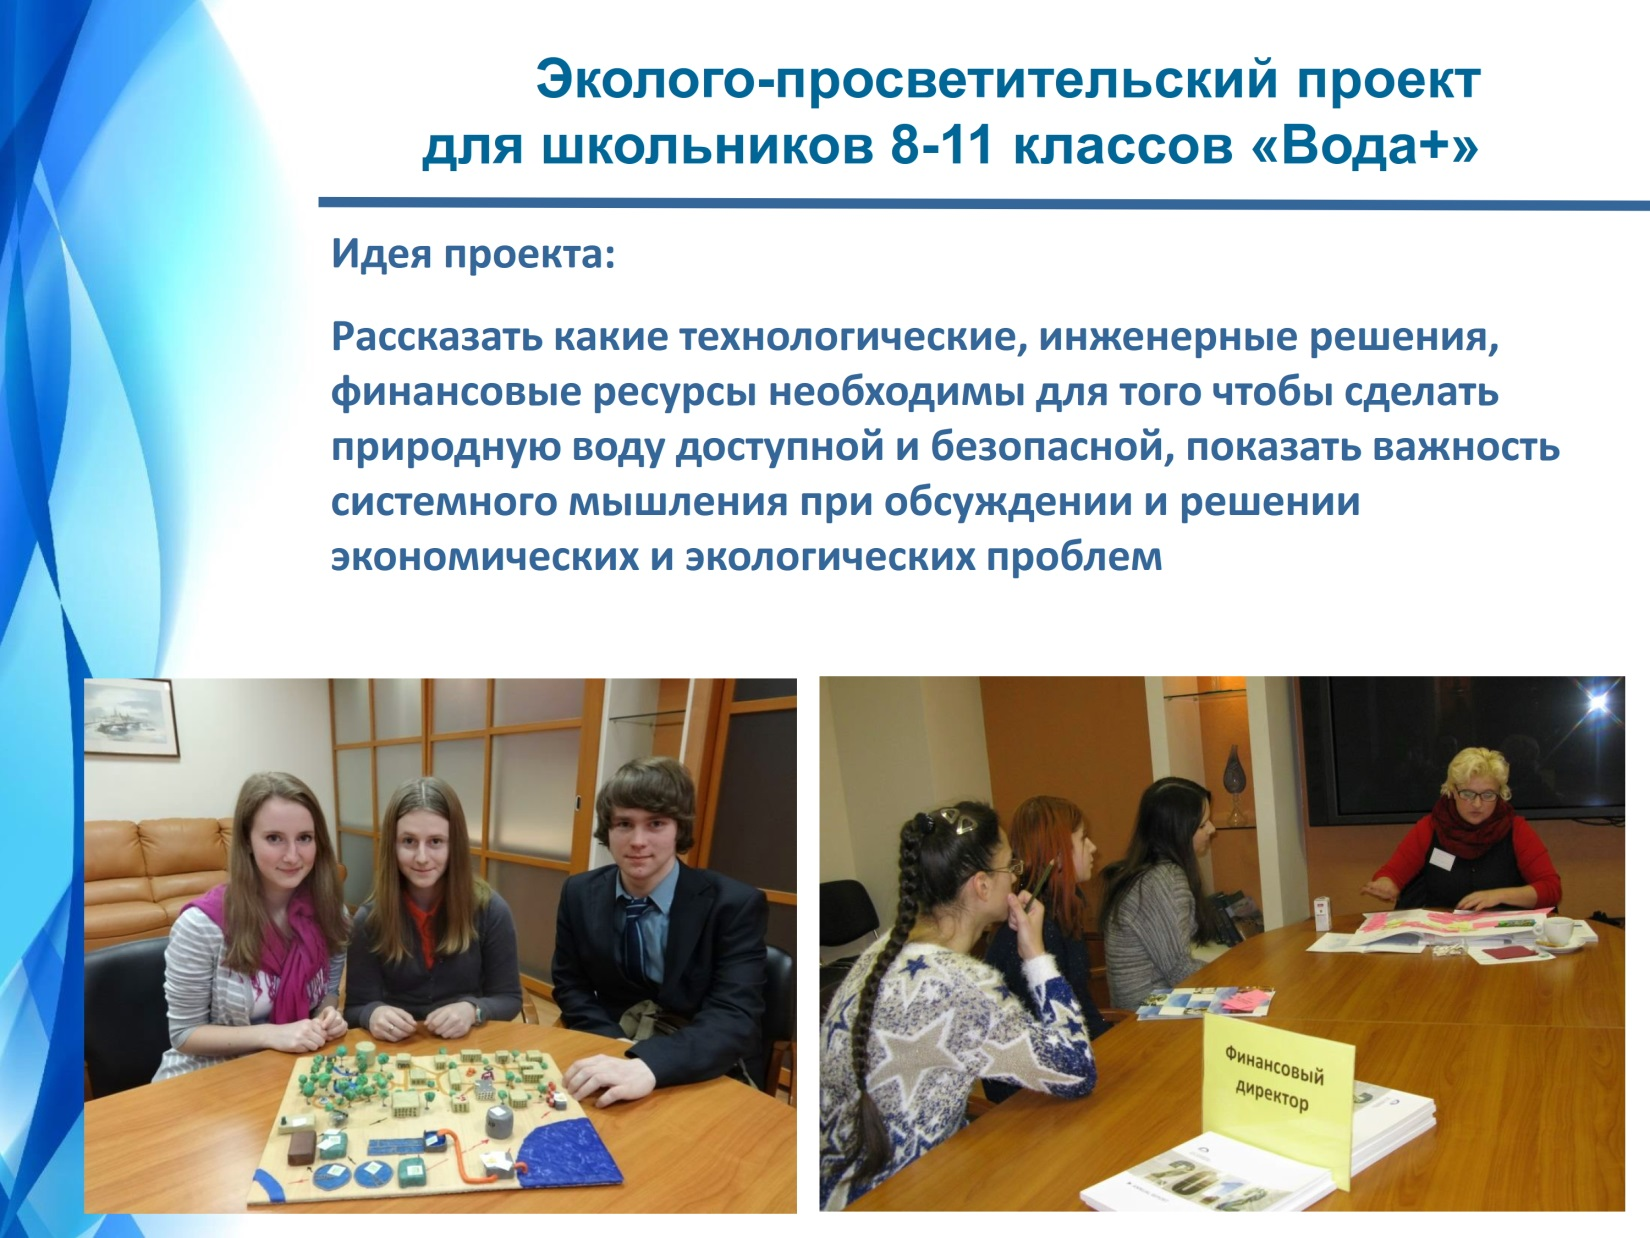 Эколого-просветительский проект
для школьников 8-11 классов «Вода+»
Идея проекта:
Рассказать какие технологические, инженерные решения,
финансовые ресурсы необходимы для того чтобы сделать
природную воду доступной и безопасной, показать важность
системного мышления при обсуждении и решении
экономических и экологических проблем
Финансовый
директор
2012